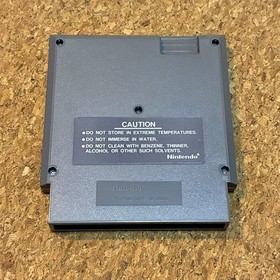 CAUTION
•DO NOT STORE IN EXTREME TEMPERATURES.
•DO NOT IMMERSE IN WATER.
•DO NOT CLEAN WITH BENZENE, THINNER,
ALCOHOL OR OTHER SUCH SOLVENTS.
Nintendo®